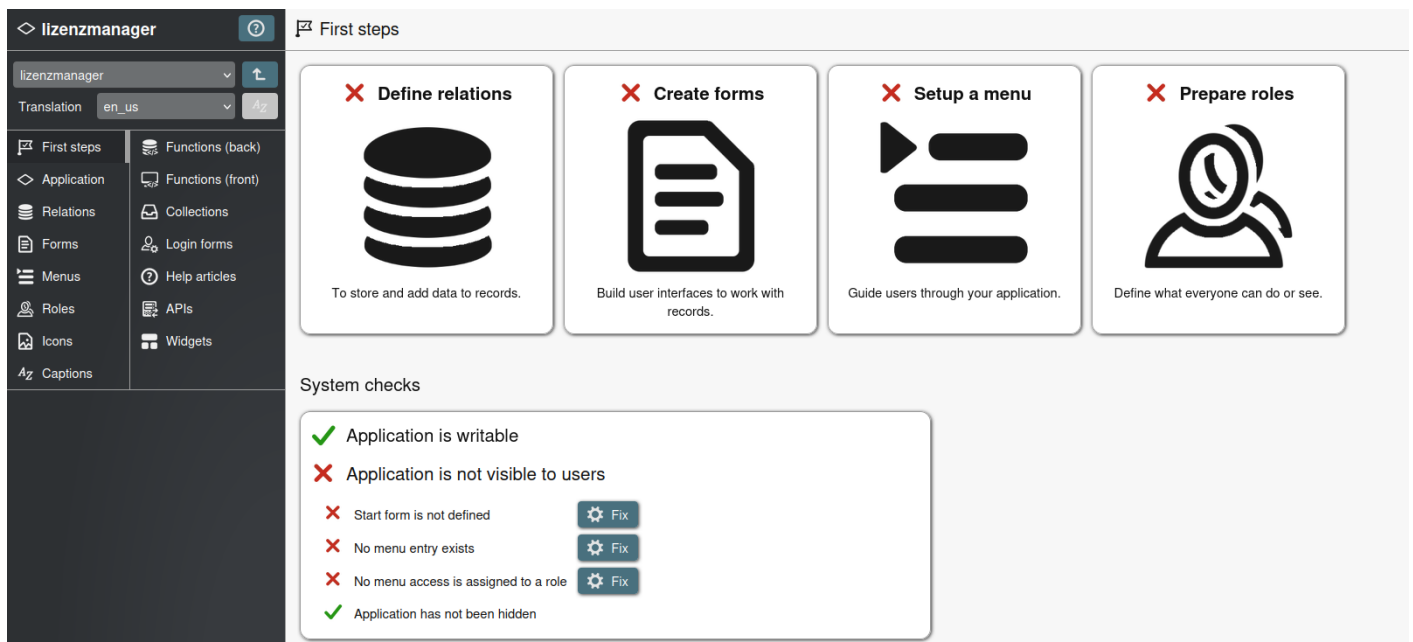 lizenzmanager
lizenzmanager
Translation en_us
First steps
Application
Relations
Forms
Menus
Roles
Icons
Captions
Functions (back)
Functions (front)
Collections
Login forms
Help articles
APIs
Widgets
First steps
Define relations
To store and add data to records.
Create forms
Build user interfaces to work with
records.
Setup a menu
Guide users through your application.
Prepare roles
Define what everyone can do or see.
System checks
Application is writable
Application is not visible to users
Start form is not defined Fix
No menu entry exists Fix
No menu access is assigned to a role Fix
Application has not been hidden